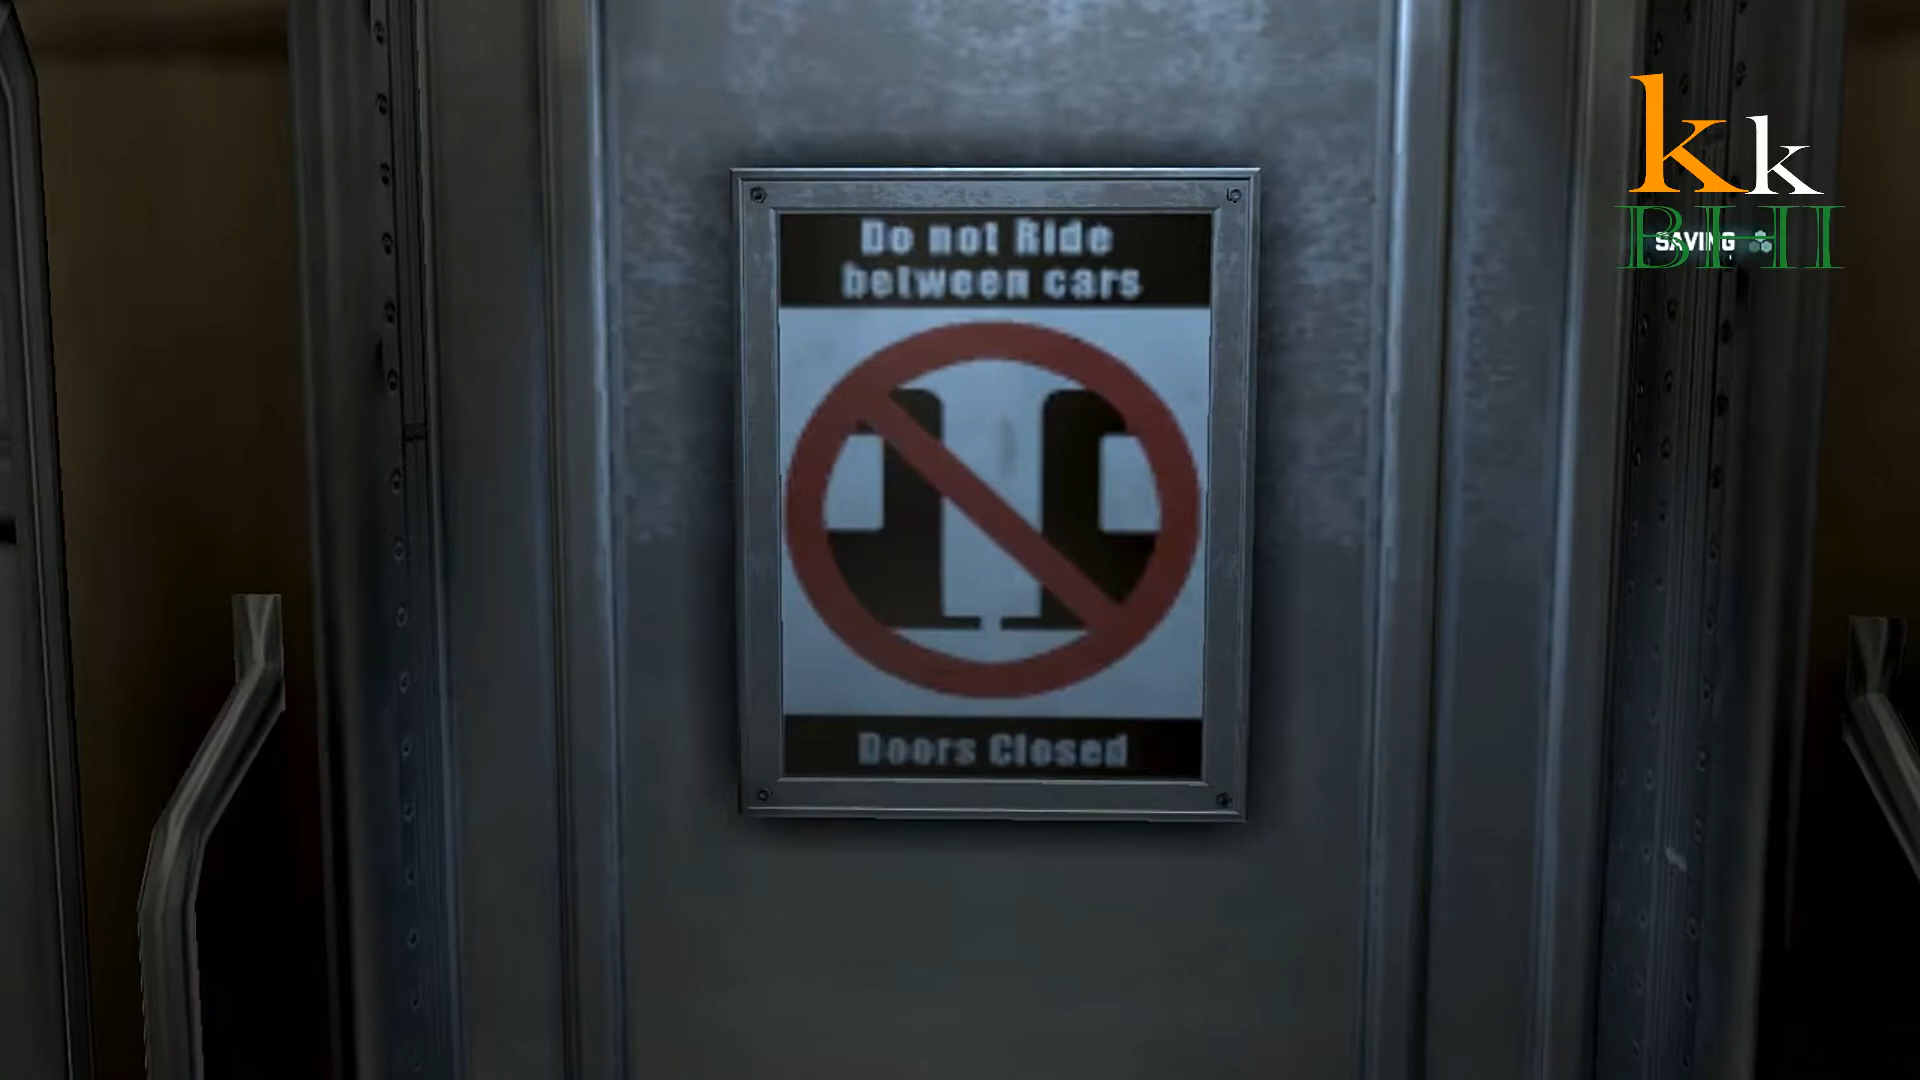 Do not Ride
between cars
Doors Closed
kk
BHI
SAVING